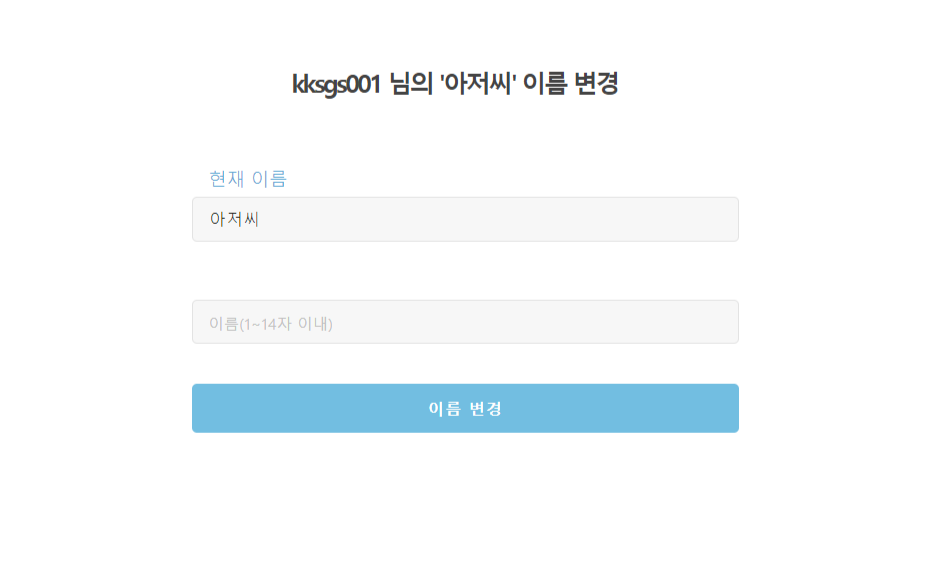 kksgs001 님의 '아저씨' 이름 변경
현재 이름
아저씨
이름(1~14자 이내)
이름 변경